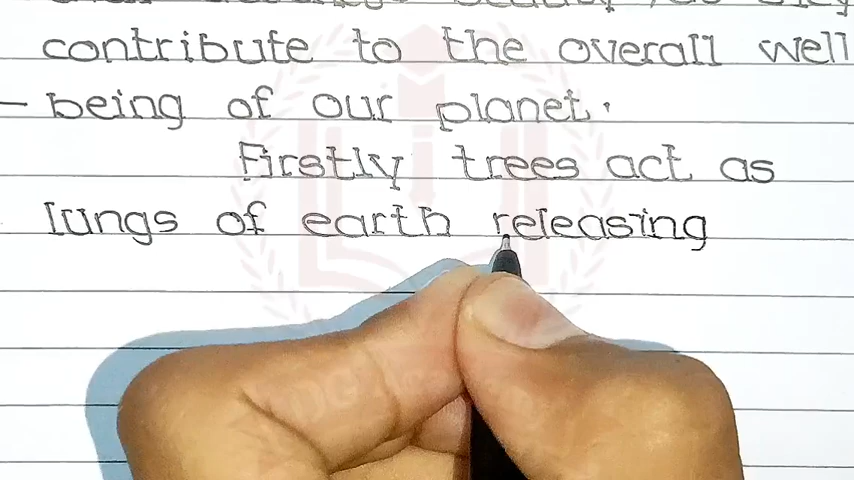 contribute to the overall well
- being of our planet.
Firstly trees act as
lungs of earth releasing